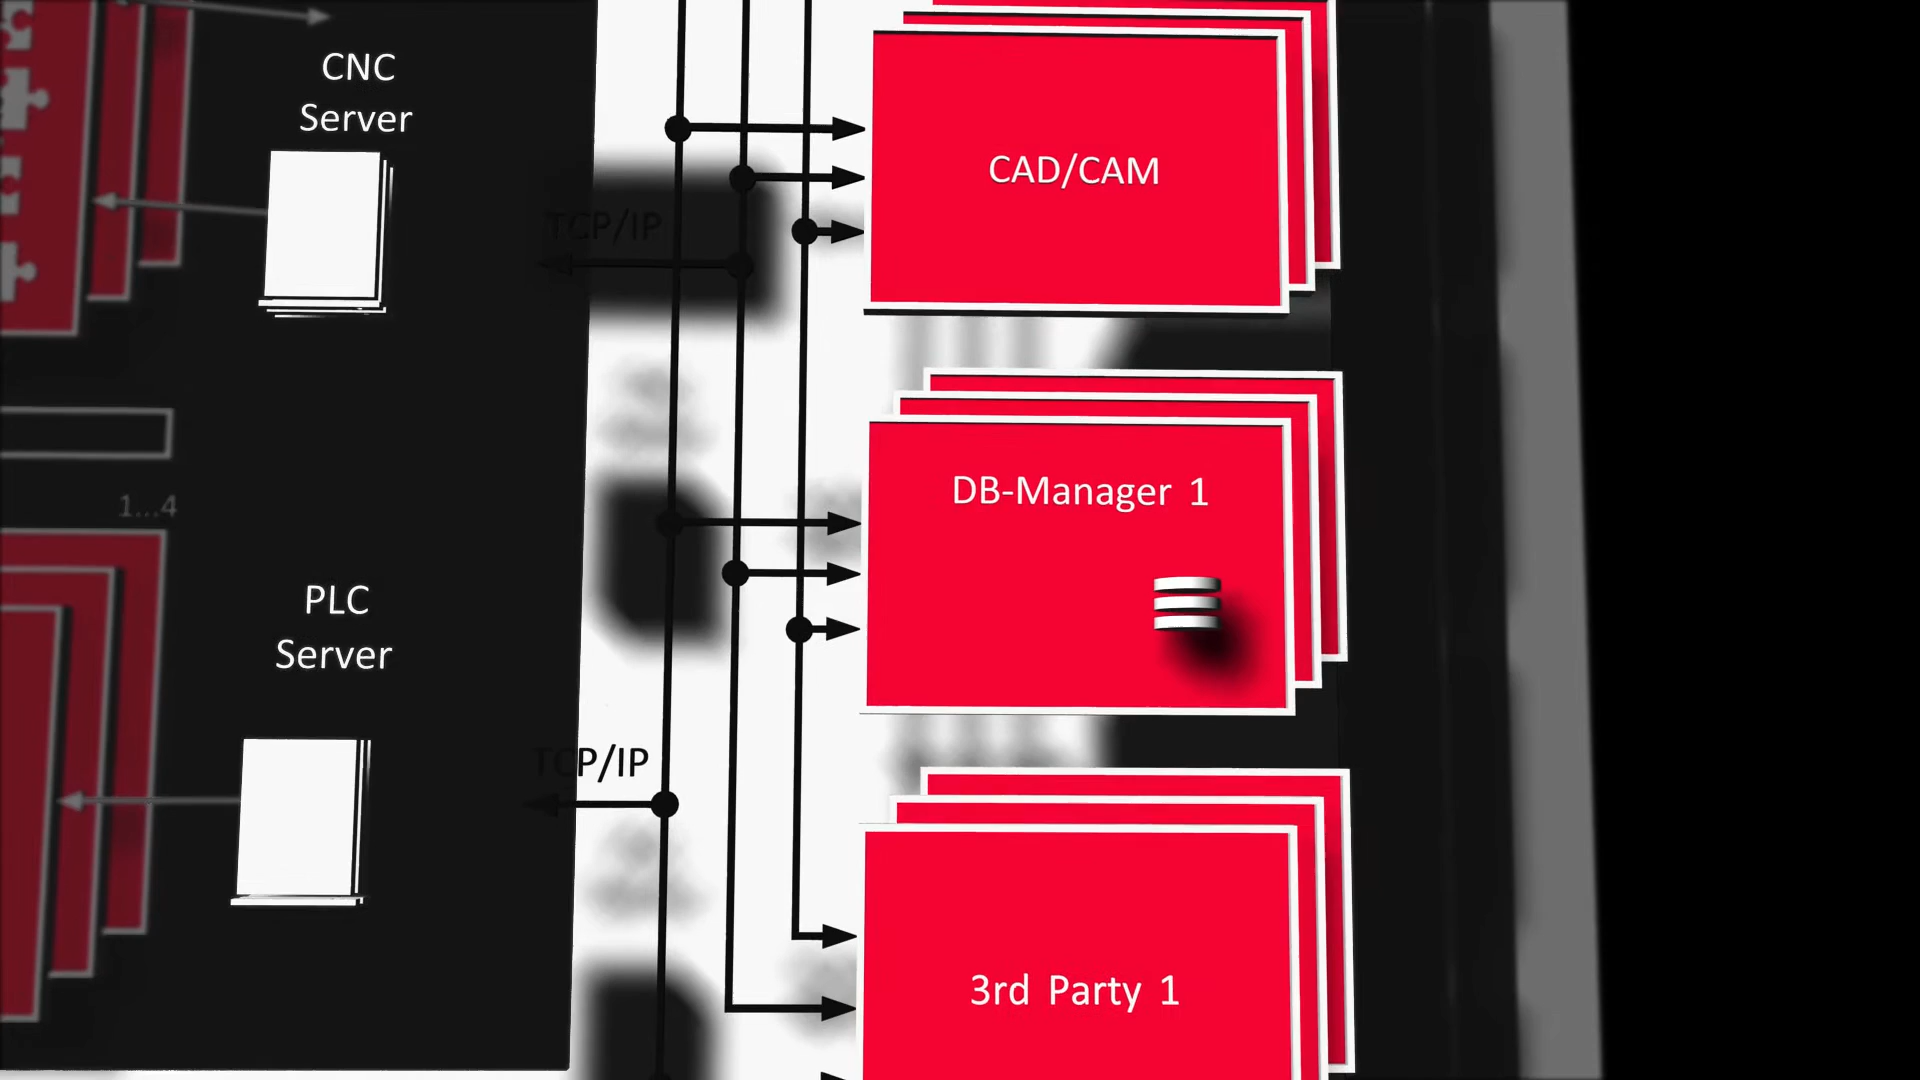 CNC
Server
TCP/IP
CAD/CAM
DB-Manager 1
1...4
PLC
Server
TCP/IP
3rd Party 1